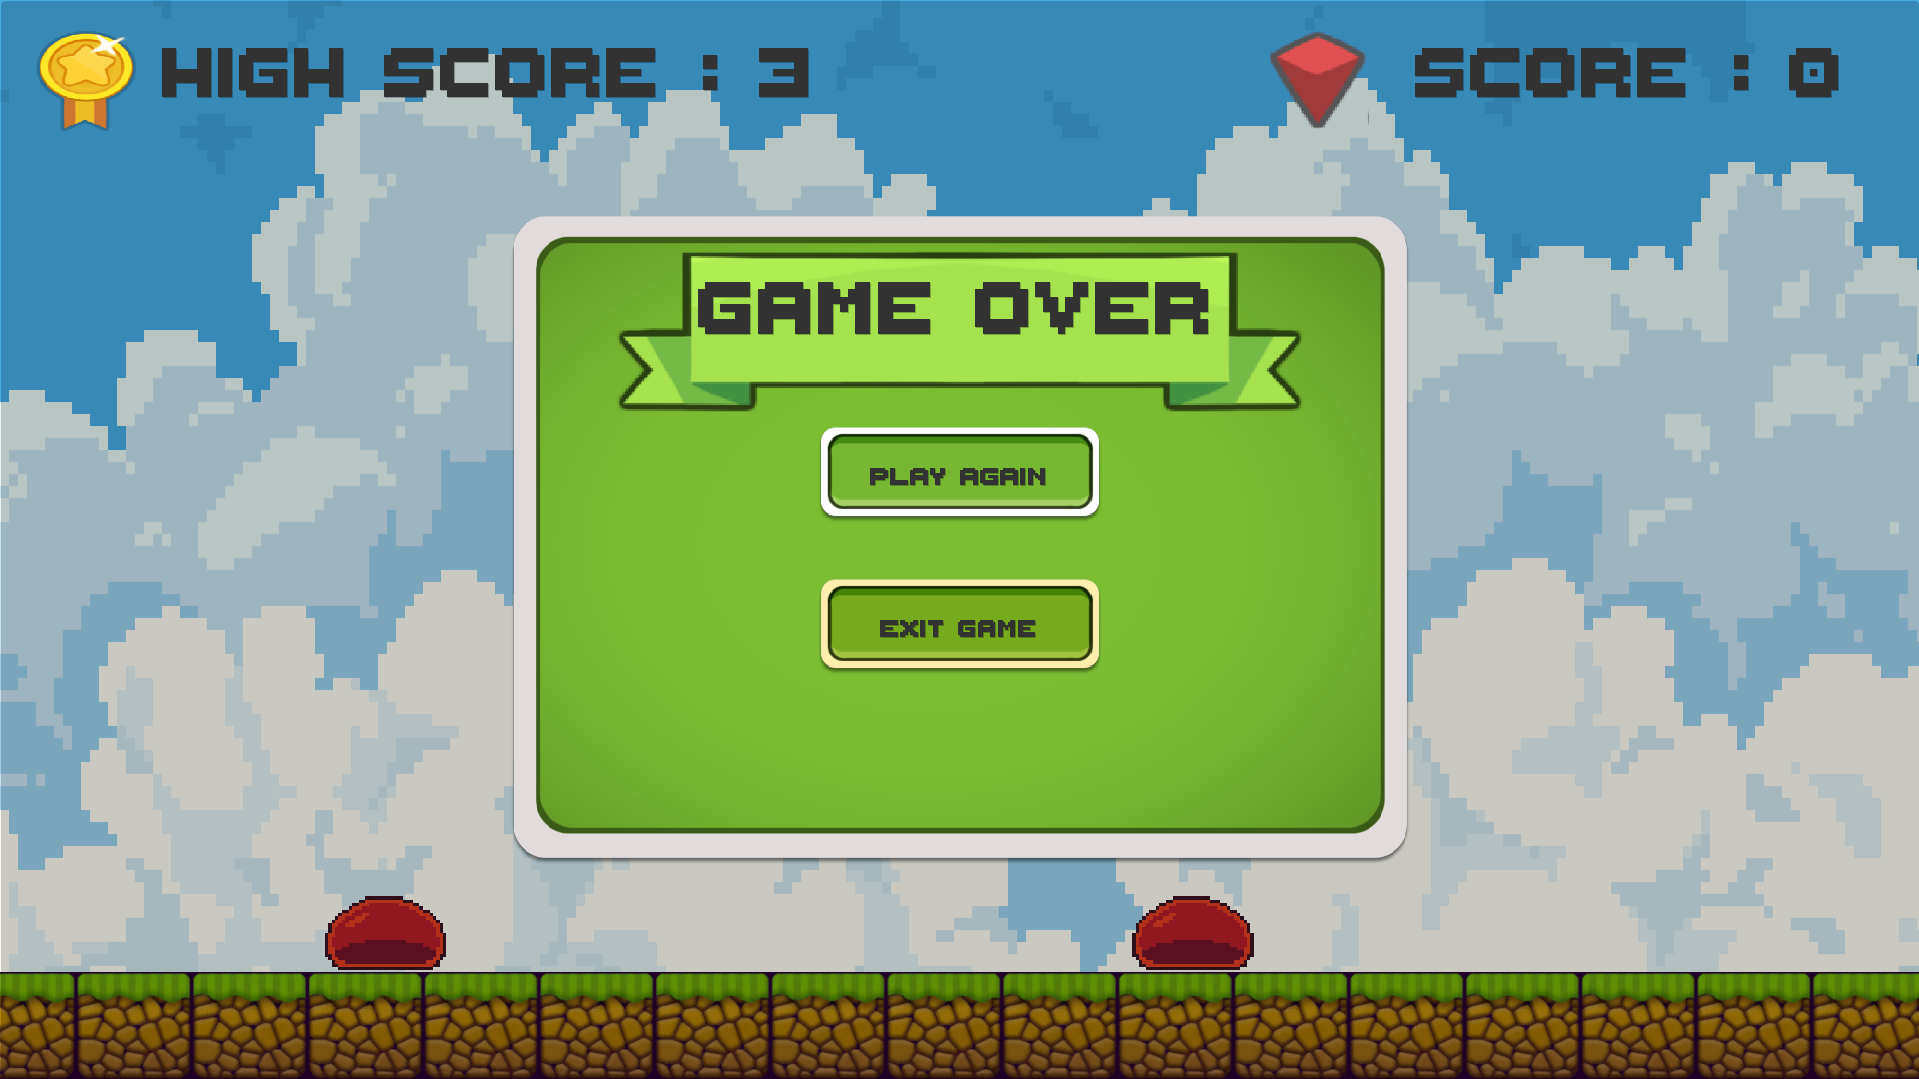 HIGH SCORE : 3
SCORE : 0
GAME OVER
PLAY AGAIN
EXIT GAME